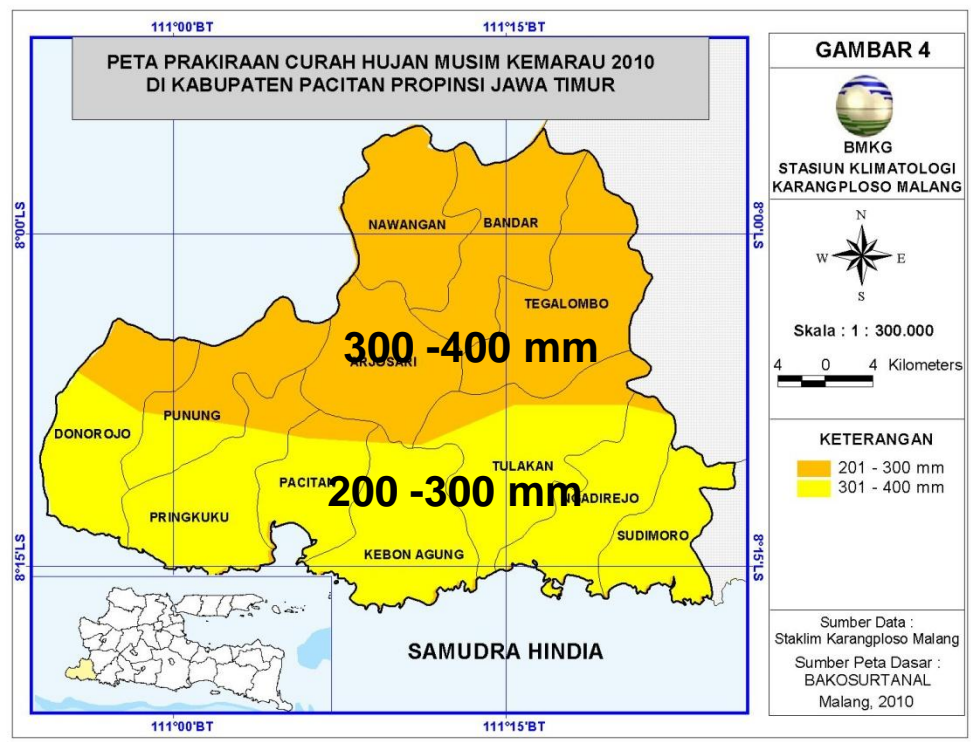 111°00'BT
111°15'BT
PETA PRAKIRAAN CURAH HUJAN MUSIM KEMARAU 2010
DI KABUPATEN PACITAN PROPINSI JAWA TIMUR
8°00'LS
8°00'LS
NAWANGAN
BANDAR
TEGALOMBO
300 -400 mm
ARJOSARI
PUNUNG
DONOROJO
TULAKAN
PACITAN
200 -300 mm
NGADIREJO
PRINGKUKU
SUDIMORO
KEBON AGUNG
8°15'LS
8°15'LS
SAMUDRA HINDIA
111°00'BT
111°15'BT
GAMBAR 4
BMKG
STASIUN KLIMATOLOGI
KARANGPLOSO MALANG
N
W E
S
Skala : 1 : 300.000
4 0 4 Kilometers
KETERANGAN
201 - 300 mm
301 - 400 mm
Sumber Data :
Staklim Karangploso Malang
Sumber Peta Dasar :
BAKOSURTANAL
Malang, 2010